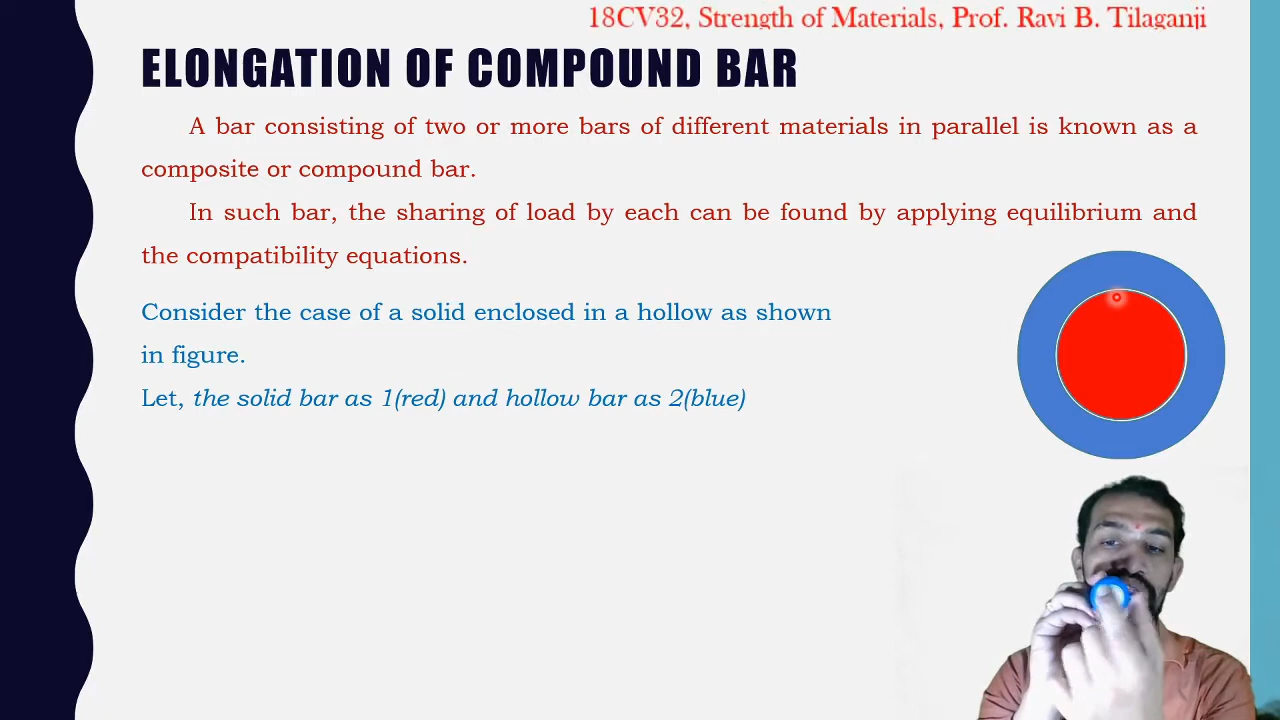 18CV32, Strength of Materials, Prof. Ravi B. Tilaganji
ELONGATION OF COMPOUND BAR
A bar consisting of two or more bars of different materials in parallel is known as a
composite or compound bar.
In such bar, the sharing of load by each can be found by applying equilibrium and
the compatibility equations.
Consider the case of a solid enclosed in a hollow as shown
in figure.
Let, the solid bar as 1(red) and hollow bar as 2(blue)